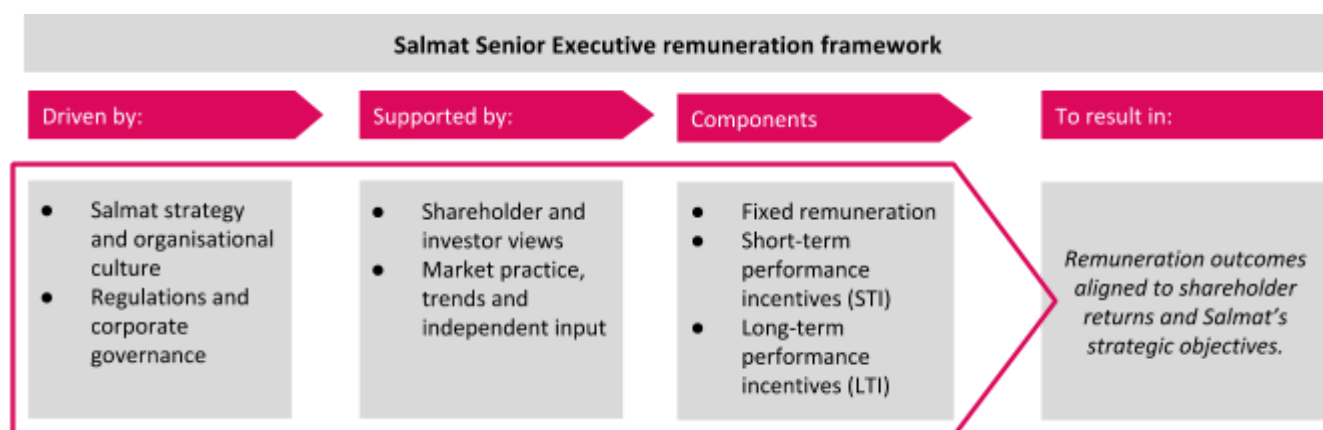 Salmat Senior Executive remuneration framework
Driven by:
Supported by:
Components
To result in:
● Salmat strategy
and organisational
culture
● Regulations and
corporate
governance
● Shareholder and
investor views
● Market practice,
trends and
independent input
● Fixed remuneration
● Short-term
performance
incentives (STI)
● Long-term
performance
incentives (LTI)
Remuneration outcomes
aligned to shareholder
returns and Salmat’s
strategic objectives.